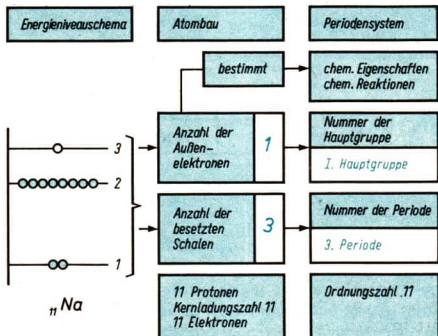 Energieniveauschema
Atombau
Periodensystem
bestimmt
chem. Eigenschaften
chem. Reaktionen
3
2
1
₁₁Na
Anzahl der
Außen-
elektronen
1
Nummer der
Hauptgruppe
I. Hauptgruppe
Anzahl der
besetzten
Schalen
3
Nummer der Periode
3. Periode
11 Protonen
Kernladungszahl 11
11 Elektronen
Ordnungszahl 11